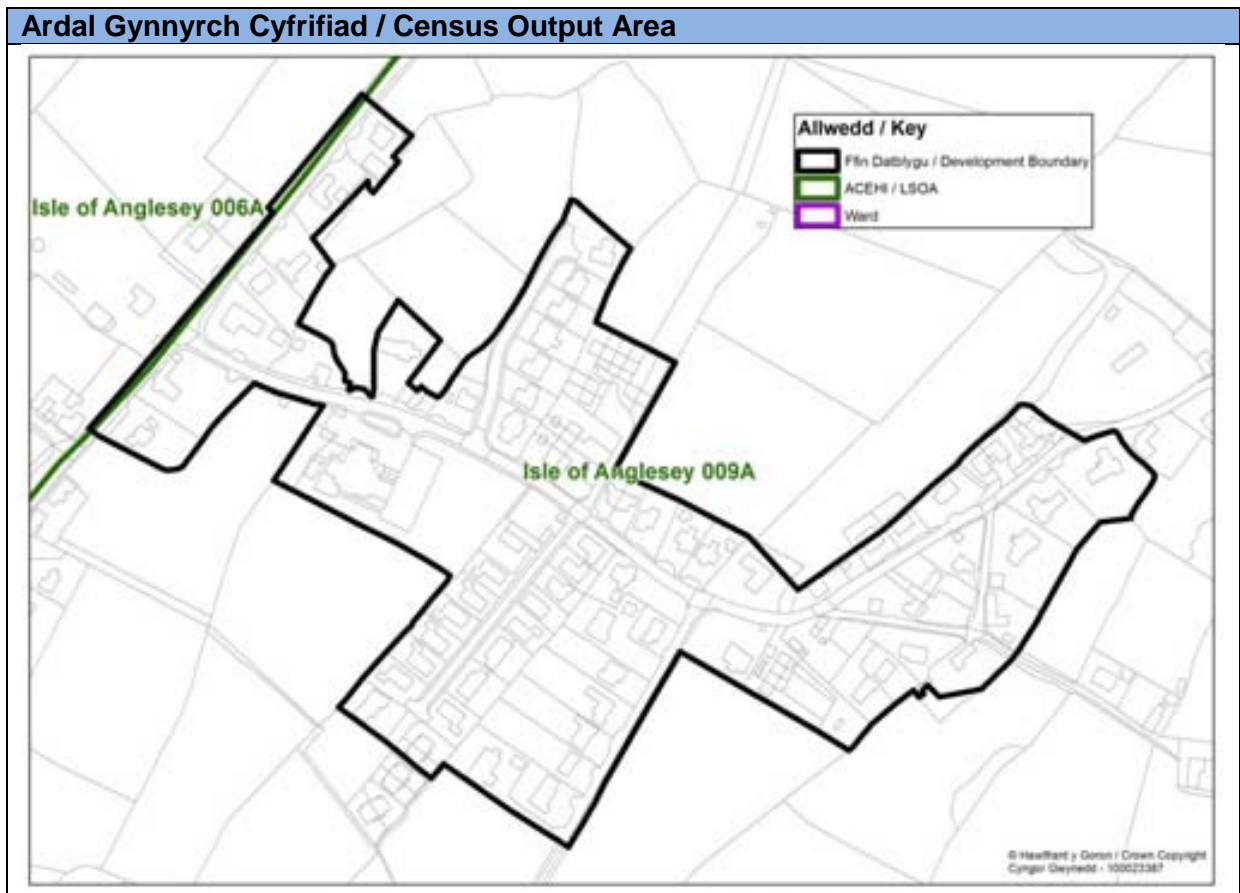 Ardal Gynnyrch Cyfrifiad / Census Output Area
Allwedd / Key
Ffin Datblygu / Development Boundary
ACEHI / LSOA
Ward
Isle of Anglesey 006A
Isle of Anglesey 009A
© Hawlfraint y Goron / Crown Copyright
Cyngor Gwynedd - 100023387